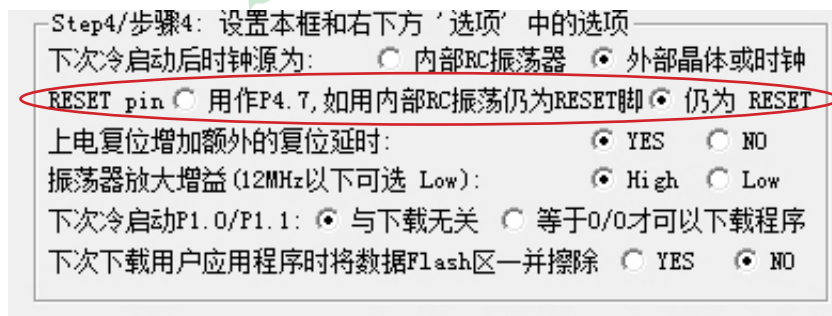 Step4/步骤4: 设置本框和右下方 '选项' 中的选项
下次冷启动后时钟源为: 内部RC振荡器 外部晶体或时钟
RESET pin 用作P4.7,如用内部RC振荡仍为RESET脚 仍为 RESET
上电复位增加额外的复位延时: YES NO
振荡器放大增益(12MHz以下可选 Low): High Low
下次冷启动P1.0/P1.1: 与下载无关 等于0/0才可以下载程序
下次下载用户应用程序时将数据Flash区一并擦除 YES NO